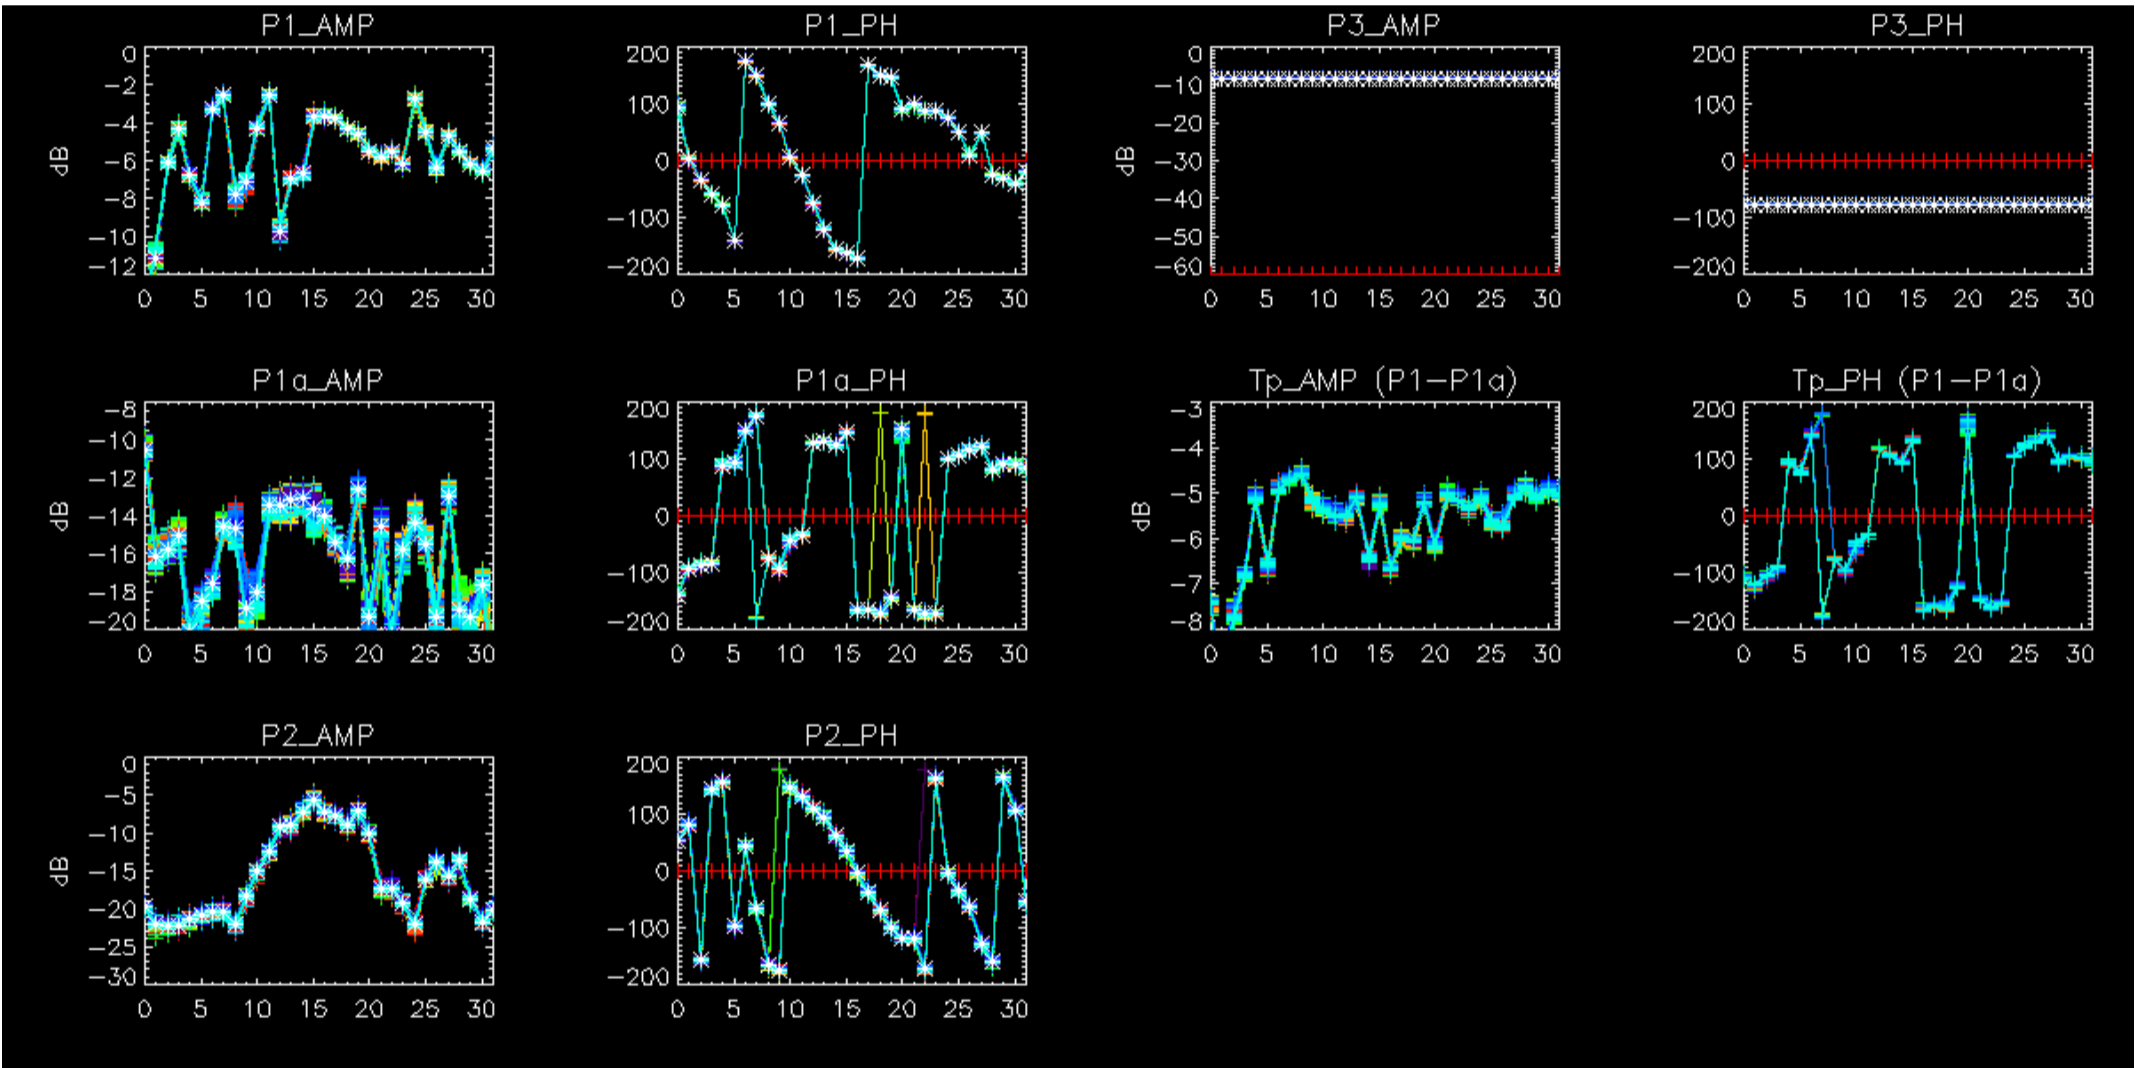 P1_AMP
P1_PH
P3_AMP
P3_PH
0
-2
-4
-6
-8
-10
-12
dB
0 5 10 15 20 25 30
200
100
0
-100
-200
0 5 10 15 20 25 30
0
-10
-20
-30
-40
-50
-60
dB
0 5 10 15 20 25 30
200
100
0
-100
-200
0 5 10 15 20 25 30
P1a_AMP
P1a_PH
Tp_AMP (P1-P1a)
Tp_PH (P1-P1a)
-8
-10
-12
-14
-16
-18
-20
dB
0 5 10 15 20 25 30
200
100
0
-100
-200
0 5 10 15 20 25 30
-3
-4
-5
-6
-7
-8
dB
0 5 10 15 20 25 30
200
100
0
-100
-200
0 5 10 15 20 25 30
P2_AMP
P2_PH
0
-5
-10
-15
-20
-25
-30
dB
0 5 10 15 20 25 30
200
100
0
-100
-200
0 5 10 15 20 25 30